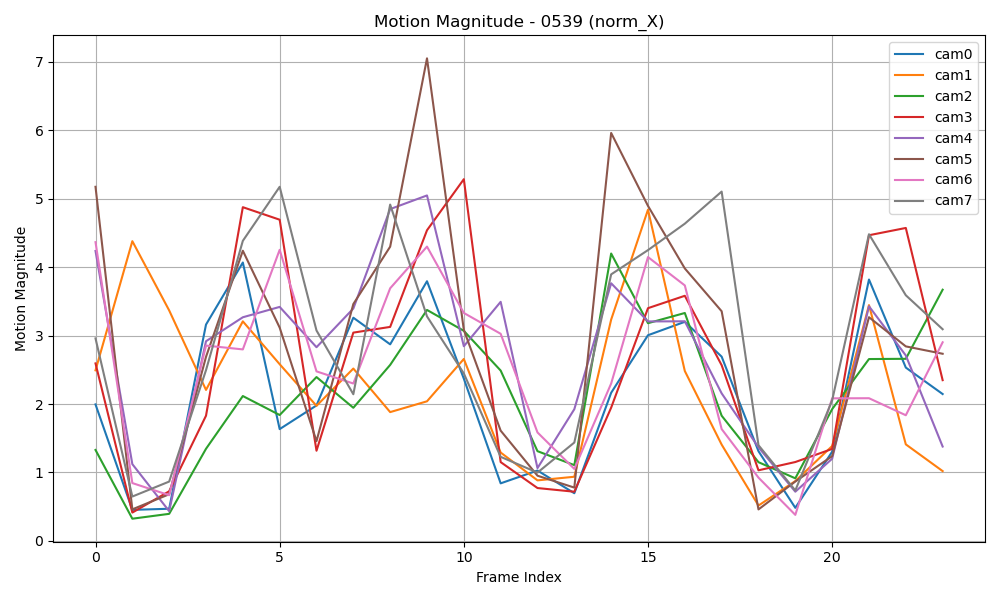 Motion Magnitude - 0539 (norm_X)
7
6
5
4
3
2
1
0
Motion Magnitude
0
5
10
15
20
Frame Index
cam0
cam1
cam2
cam3
cam4
cam5
cam6
cam7